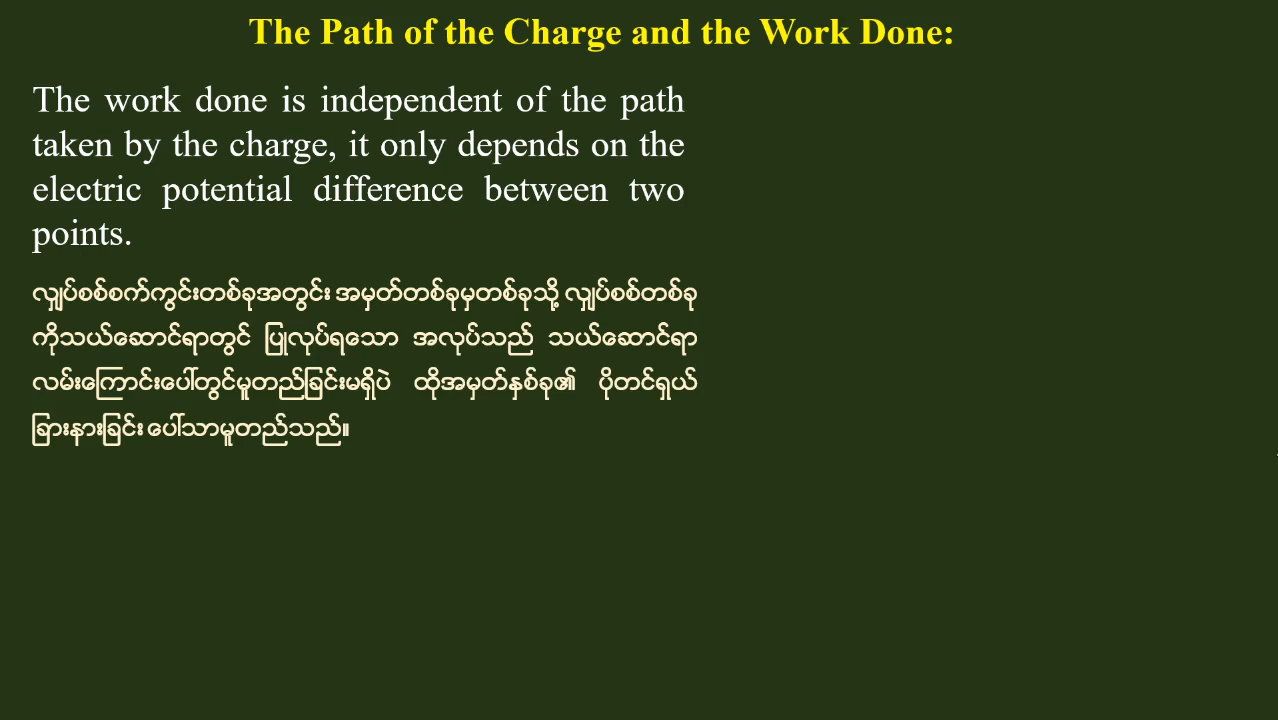 The Path of the Charge and the Work Done:
The work done is independent of the path
taken by the charge, it only depends on the
electric potential difference between two
points.
လျှပ်စစ်စက်ကွင်းတစ်ခုအတွင်း အမှတ်တစ်ခုမှတစ်ခုသို့ လျှပ်စစ်တစ်ခု
ကိုသယ်ဆောင်ရာတွင် ပြုလုပ်ရသော အလုပ်သည် သယ်ဆောင်ရာ
လမ်းကြောင်းပေါ်တွင်မူတည်ခြင်းမရှိပဲ ထိုအမှတ်နှစ်ခု၏ ပိုတင်ရှယ်
ခြားနားခြင်း ပေါ်သာမူတည်သည်။